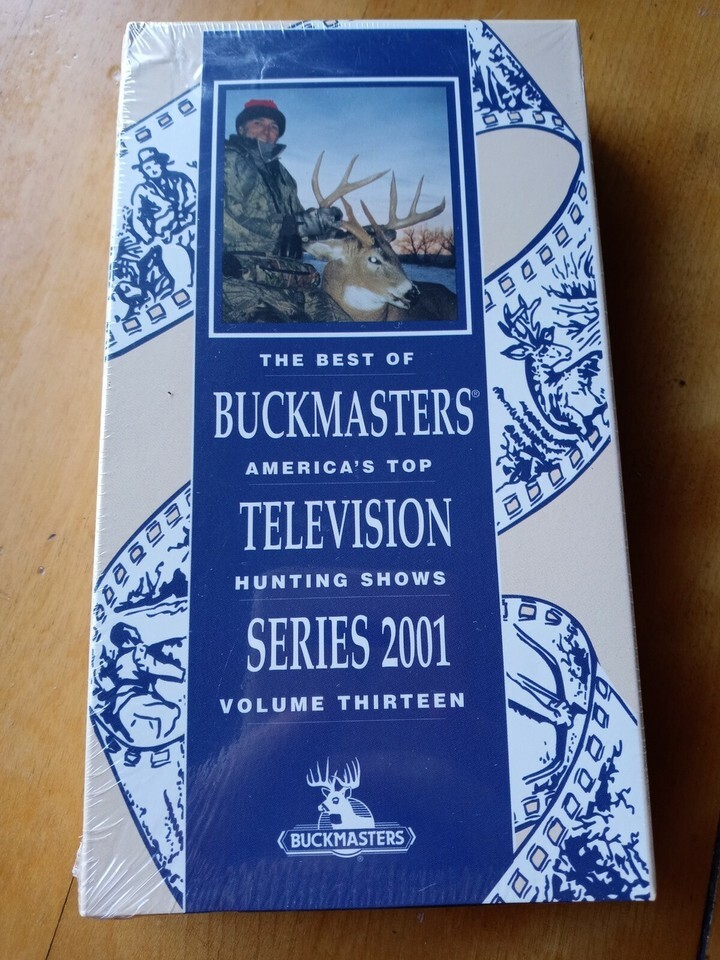 THE BEST OF
BUCKMASTERS®
AMERICA'S TOP
TELEVISION
HUNTING SHOWS
SERIES 2001
VOLUME THIRTEEN
BUCKMASTERS